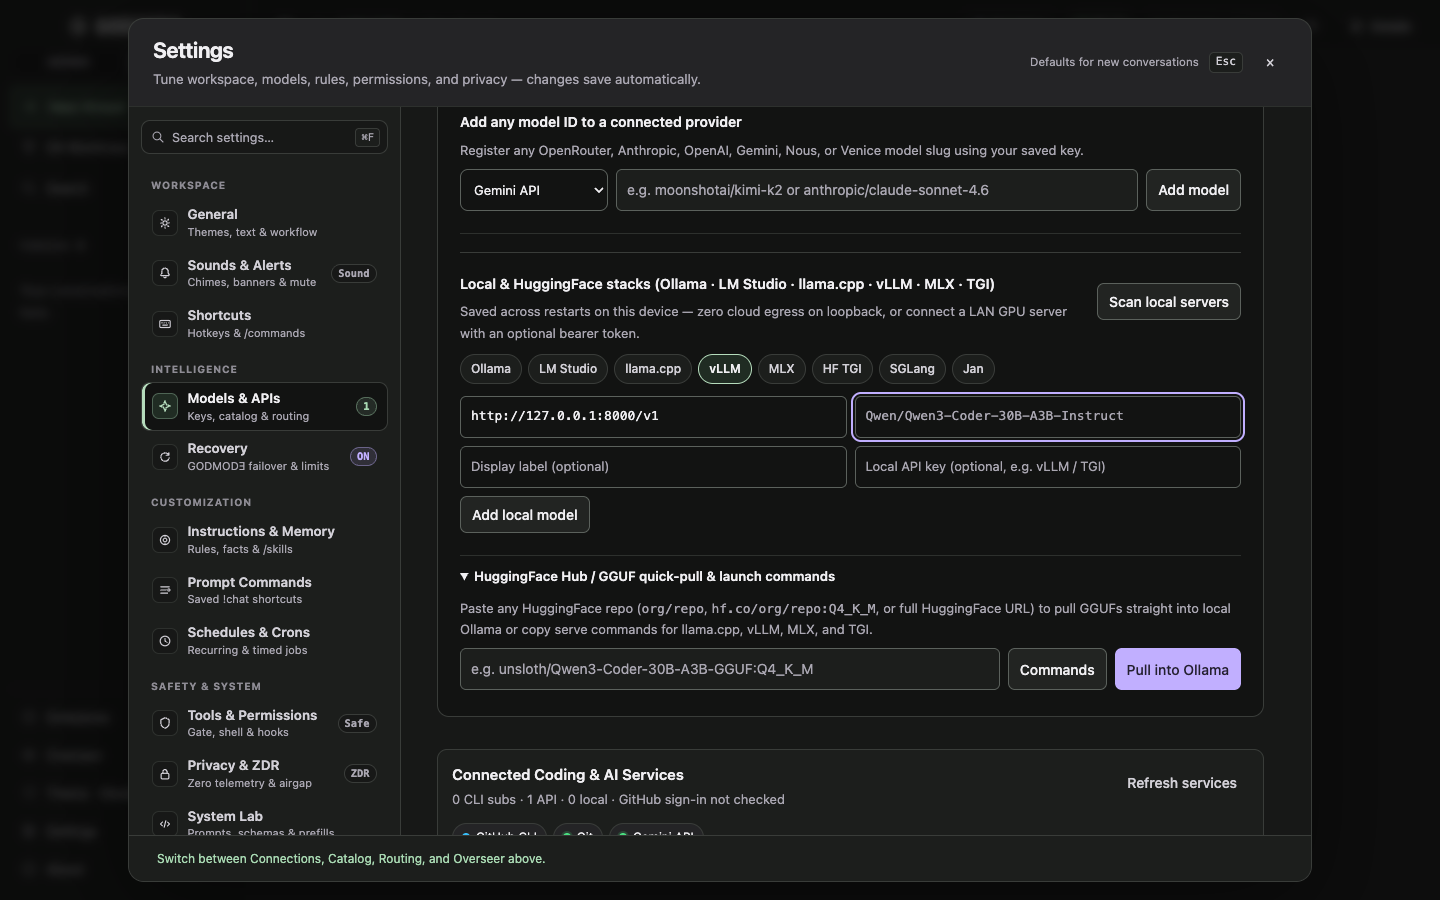 Settings
Tune workspace, models, rules, permissions, and privacy — changes save automatically.
Defaults for new conversations Esc ×
Search settings... ⌘F
WORKSPACE
General
Themes, text & workflow
Sounds & Alerts
Chimes, banners & mute
Sound
Shortcuts
Hotkeys & /commands
INTELLIGENCE
Models & APIs
Keys, catalog & routing
1
Recovery
GODMODƎ failover & limits
ON
CUSTOMIZATION
Instructions & Memory
Rules, facts & /skills
Prompt Commands
Saved !chat shortcuts
Schedules & Crons
Recurring & timed jobs
SAFETY & SYSTEM
Tools & Permissions
Gate, shell & hooks
Safe
Privacy & ZDR
Zero telemetry & airgap
ZDR
System Lab
Prompts, schemas & prefills
Add any model ID to a connected provider
Register any OpenRouter, Anthropic, OpenAI, Gemini, Nous, or Venice model slug using your saved key.
Gemini API
e.g. moonshotai/kimi-k2 or anthropic/claude-sonnet-4.6
Add model
Local & HuggingFace stacks (Ollama · LM Studio · llama.cpp · vLLM · MLX · TGI)
Saved across restarts on this device — zero cloud egress on loopback, or connect a LAN GPU server
with an optional bearer token.
Scan local servers
Ollama LM Studio llama.cpp vLLM MLX HF TGI SGLang Jan
http://127.0.0.1:8000/v1
Qwen/Qwen3-Coder-30B-A3B-Instruct
Display label (optional)
Local API key (optional, e.g. vLLM / TGI)
Add local model
▼ HuggingFace Hub / GGUF quick-pull & launch commands
Paste any HuggingFace repo (org/repo, hf.co/org/repo:Q4_K_M, or full HuggingFace URL) to pull GGUFs straight into local
Ollama or copy serve commands for llama.cpp, vLLM, MLX, and TGI.
e.g. unsloth/Qwen3-Coder-30B-A3B-GGUF:Q4_K_M
Commands
Pull into Ollama
Connected Coding & AI Services
0 CLI subs · 1 API · 0 local · GitHub sign-in not checked
Refresh services
GitHub CLI Git Gemini API
Switch between Connections, Catalog, Routing, and Overseer above.